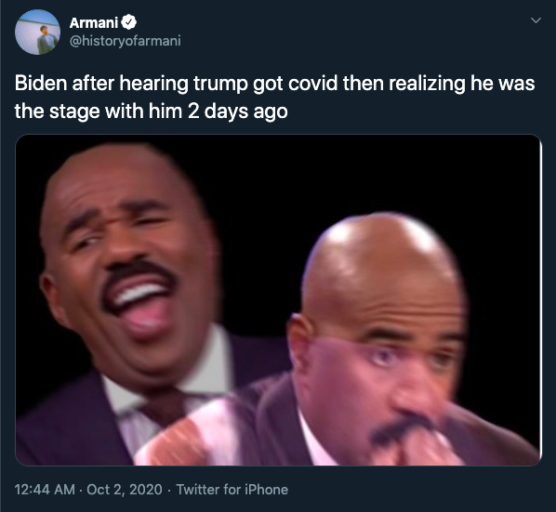 Armani
@historyofarmani
Biden after hearing trump got covid then realizing he was
the stage with him 2 days ago
12:44 AM · Oct 2, 2020 · Twitter for iPhone